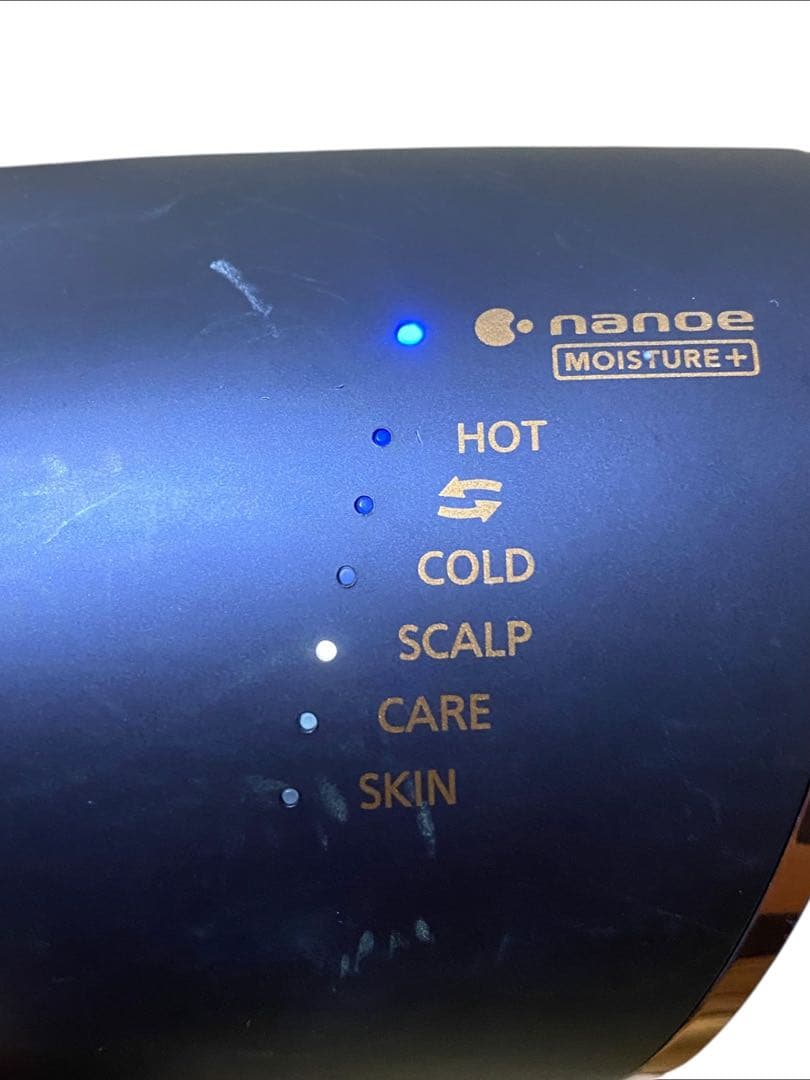 nanoe
MOISTURE+
HOT
COLD
SCALP
CARE
SKIN